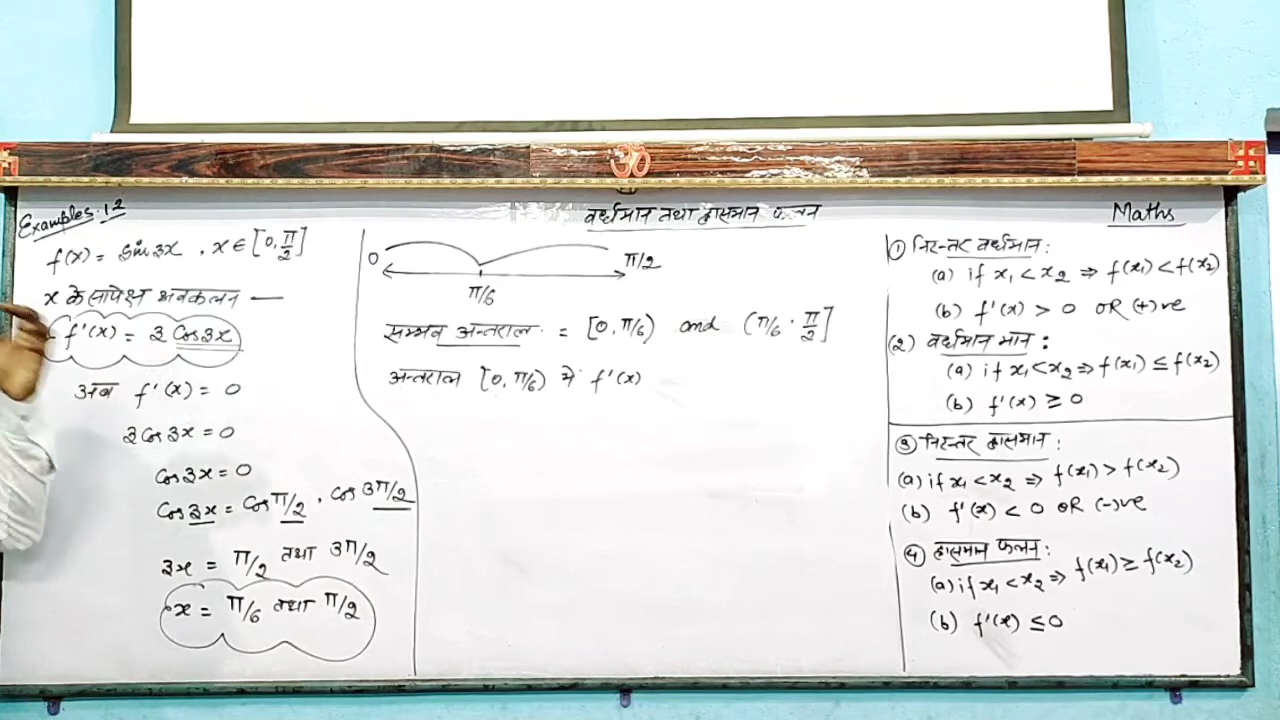 Examples. 12
वर्धमान तथा ह्रासमान फलन
Maths
f(x) = sin 3x , x ∈ [0, π/2]
x के सापेक्ष अवकलन —
f'(x) = 3 cos3x
अब f'(x) = 0
3 cos 3x = 0
cos 3x = 0
cos 3x = cos π/2 , cos 3π/2
3x = π/2 तथा 3π/2
x = π/6 तथा π/2
0 π/2
π/6
सम्भव अन्तराल = [0, π/6) and (π/6 . π/2]
अन्तराल [0, π/6) मे f'(x)
① निरन्तर वर्धमान :
(a) if x₁ < x₂ ⇒ f(x₁) < f(x₂)
(b) f'(x) > 0 OR (+)ve
(2) वर्धमान मान :
(a) if x₁ < x₂ ⇒ f(x₁) ≤ f(x₂)
(b) f'(x) ≥ 0
③ निरन्तर ह्रासमान :
(a) if x₁ < x₂ ⇒ f(x₁) > f(x₂)
(b) f'(x) < 0 OR (-)ve
④ ह्रासमान फलन :
(a) if x₁ < x₂ ⇒ f(x₁) ≥ f(x₂)
(b) f'(x) ≤ 0